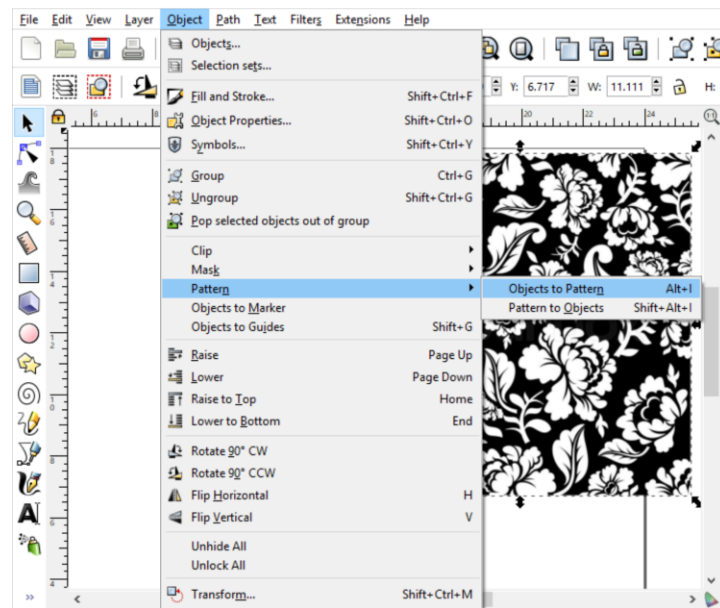 File Edit View Layer Object Path Text Filters Extensions Help
Objects...
Selection sets...
Y: 6.717 W: 11.111 H:
Fill and Stroke... Shift+Ctrl+F
Object Properties... Shift+Ctrl+O
Symbols... Shift+Ctrl+Y
Group Ctrl+G
Ungroup Shift+Ctrl+G
Pop selected objects out of group
Clip
Mask
Pattern
Objects to Pattern Alt+I
Pattern to Objects Shift+Alt+I
Objects to Marker
Objects to Guides Shift+G
Raise Page Up
Lower Page Down
Raise to Top Home
Lower to Bottom End
Rotate 90° CW
Rotate 90° CCW
Flip Horizontal H
Flip Vertical V
Unhide All
Unlock All
Transform... Shift+Ctrl+M